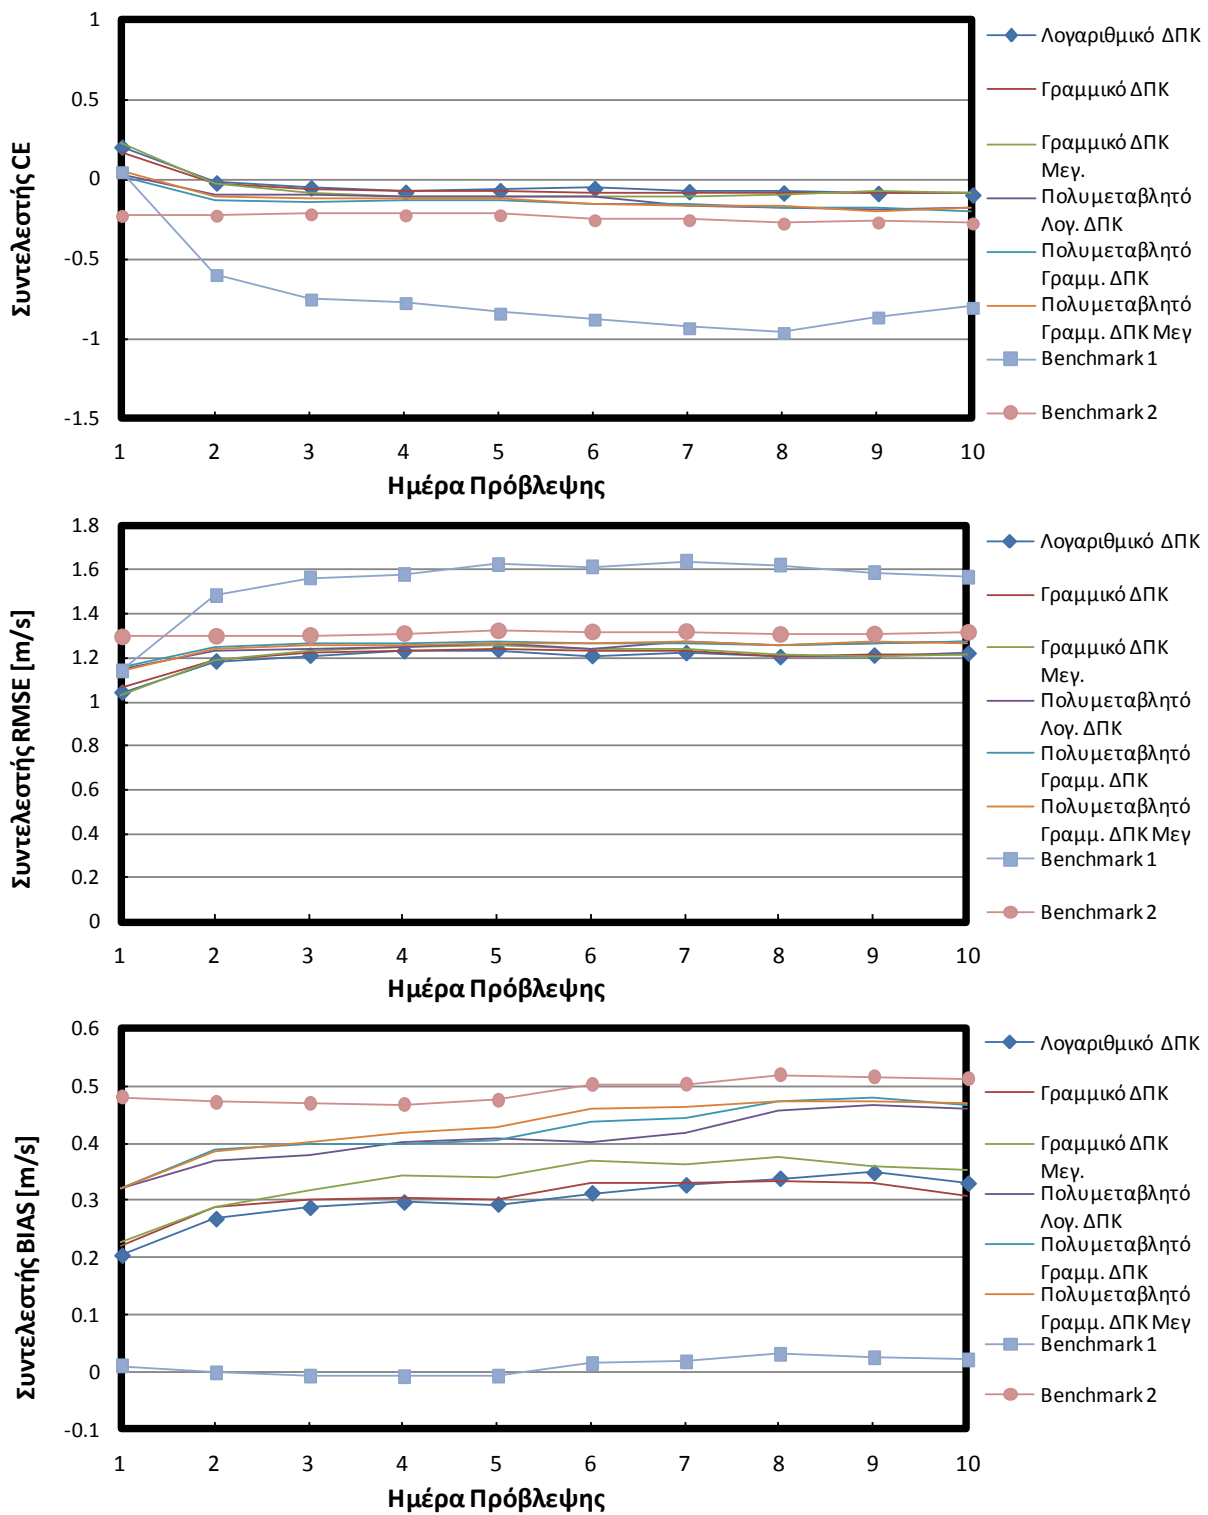 1
0.5
0
-0.5
-1
-1.5
Συντελεστής CE
1 2 3 4 5 6 7 8 9 10
Ημέρα Πρόβλεψης
Λογαριθμικό ΔΠΚ
Γραμμικό ΔΠΚ
Γραμμικό ΔΠΚ
Μεγ.
Πολυμεταβλητό
Λογ. ΔΠΚ
Πολυμεταβλητό
Γραμμ. ΔΠΚ
Πολυμεταβλητό
Γραμμ. ΔΠΚ Μεγ
Benchmark 1
Benchmark 2
1.8
1.6
1.4
1.2
1
0.8
0.6
0.4
0.2
0
Συντελεστής RMSE [m/s]
1 2 3 4 5 6 7 8 9 10
Ημέρα Πρόβλεψης
Λογαριθμικό ΔΠΚ
Γραμμικό ΔΠΚ
Γραμμικό ΔΠΚ
Μεγ.
Πολυμεταβλητό
Λογ. ΔΠΚ
Πολυμεταβλητό
Γραμμ. ΔΠΚ
Πολυμεταβλητό
Γραμμ. ΔΠΚ Μεγ
Benchmark 1
Benchmark 2
0.6
0.5
0.4
0.3
0.2
0.1
0
-0.1
Συντελεστής BIAS [m/s]
1 2 3 4 5 6 7 8 9 10
Ημέρα Πρόβλεψης
Λογαριθμικό ΔΠΚ
Γραμμικό ΔΠΚ
Γραμμικό ΔΠΚ
Μεγ.
Πολυμεταβλητό
Λογ. ΔΠΚ
Πολυμεταβλητό
Γραμμ. ΔΠΚ
Πολυμεταβλητό
Γραμμ. ΔΠΚ Μεγ
Benchmark 1
Benchmark 2